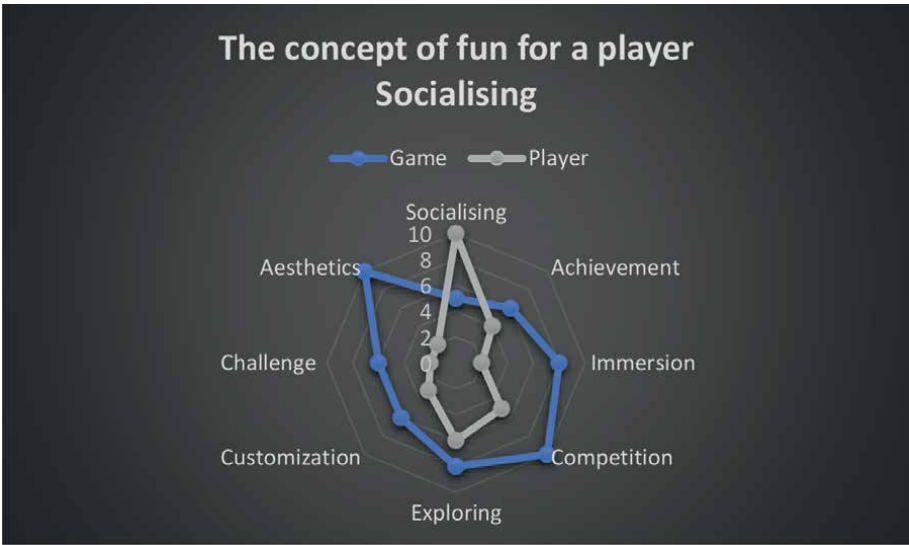 The concept of fun for a player
Socialising
Game Player
Socialising
10
8
6
4
2
0
Aesthetics
Achievement
Challenge
Immersion
Customization
Competition
Exploring